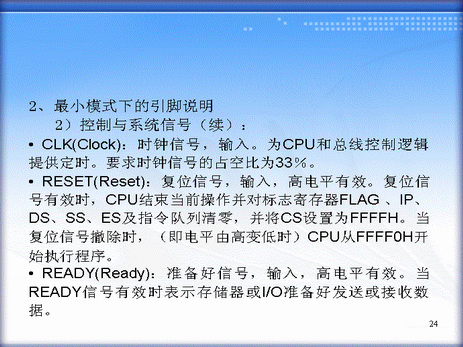 2、最小模式下的引脚说明
2）控制与系统信号（续）：
• CLK(Clock)：时钟信号，输入。为CPU和总线控制逻辑
提供定时。要求时钟信号的占空比为33％。
• RESET(Reset)：复位信号，输入，高电平有效。复位信
号有效时，CPU结束当前操作并对标志寄存器FLAG 、IP、
DS、SS、ES及指令队列清零，并将CS设置为FFFFH。当
复位信号撤除时，（即电平由高变低时）CPU从FFFF0H开
始执行程序。
• READY(Ready)：准备好信号，输入，高电平有效。当
READY信号有效时表示存储器或I/O准备好发送或接收数
据。
24